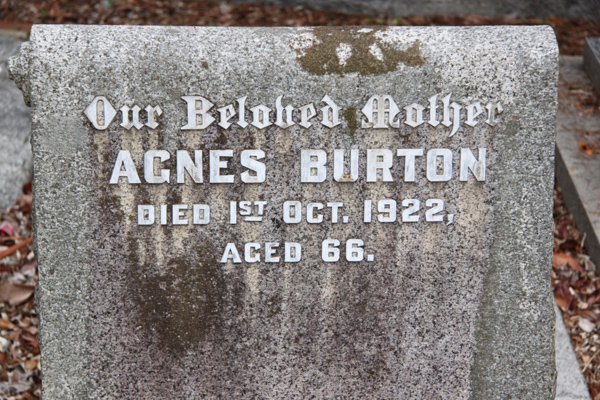 Our Beloved Mother
AGNES BURTON
DIED 1ST OCT. 1922,
AGED 66.